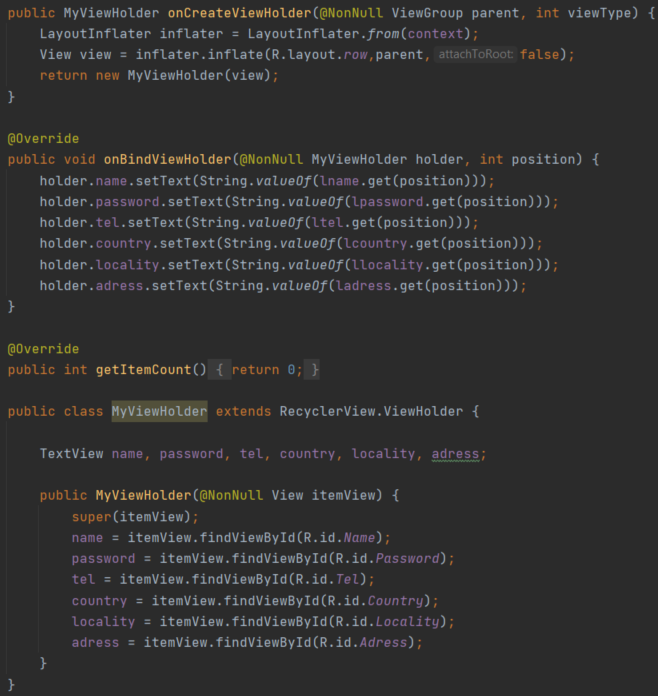 public MyViewHolder onCreateViewHolder(@NonNull ViewGroup parent, int viewType) {
    LayoutInflater inflater = LayoutInflater.from(context);
    View view = inflater.inflate(R.layout.row,parent, attachToRoot: false);
    return new MyViewHolder(view);
}

@Override
public void onBindViewHolder(@NonNull MyViewHolder holder, int position) {
    holder.name.setText(String.valueOf(lname.get(position)));
    holder.password.setText(String.valueOf(lpassword.get(position)));
    holder.tel.setText(String.valueOf(ltel.get(position)));
    holder.country.setText(String.valueOf(lcountry.get(position)));
    holder.locality.setText(String.valueOf(llocality.get(position)));
    holder.adress.setText(String.valueOf(ladress.get(position)));
}

@Override
public int getItemCount() { return 0; }

public class MyViewHolder extends RecyclerView.ViewHolder {

    TextView name, password, tel, country, locality, adress;

    public MyViewHolder(@NonNull View itemView) {
        super(itemView);
        name = itemView.findViewById(R.id.Name);
        password = itemView.findViewById(R.id.Password);
        tel = itemView.findViewById(R.id.Tel);
        country = itemView.findViewById(R.id.Country);
        locality = itemView.findViewById(R.id.Locality);
        adress = itemView.findViewById(R.id.Adress);
    }
}